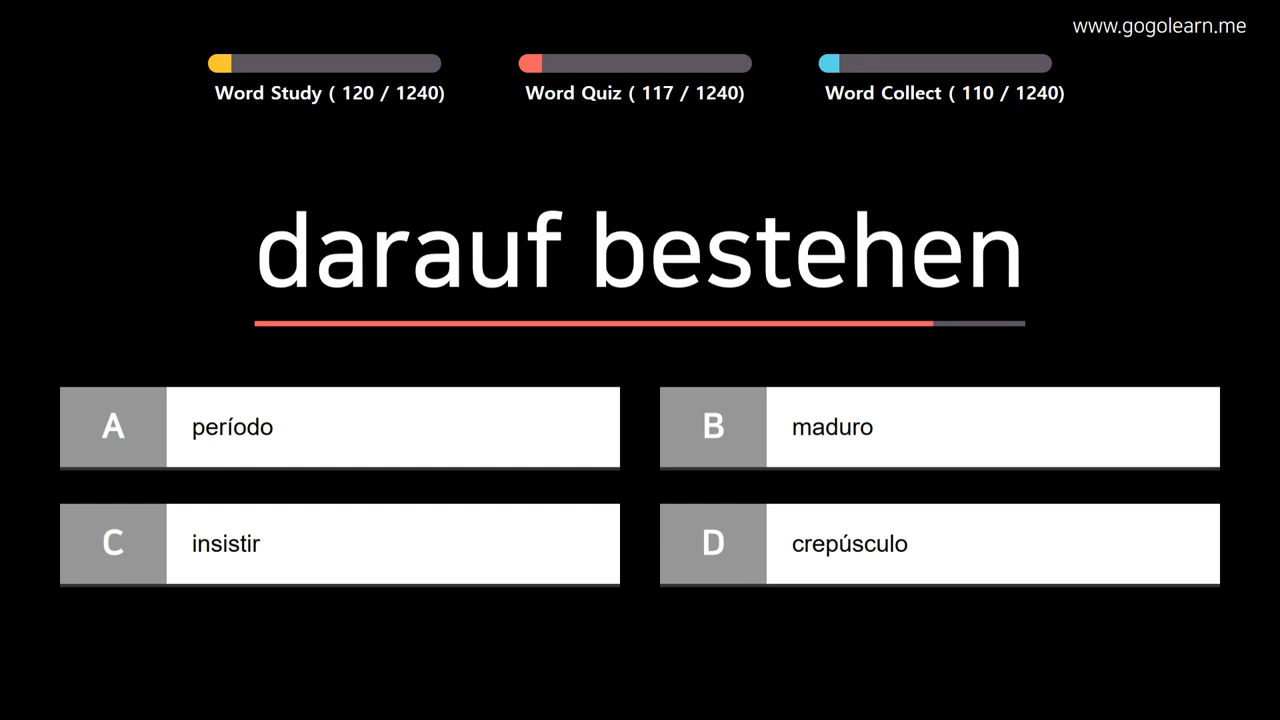 www.gogolearn.me
Word Study ( 120 / 1240)
Word Quiz ( 117 / 1240)
Word Collect ( 110 / 1240)
darauf bestehen
A período
B maduro
C insistir
D crepúsculo